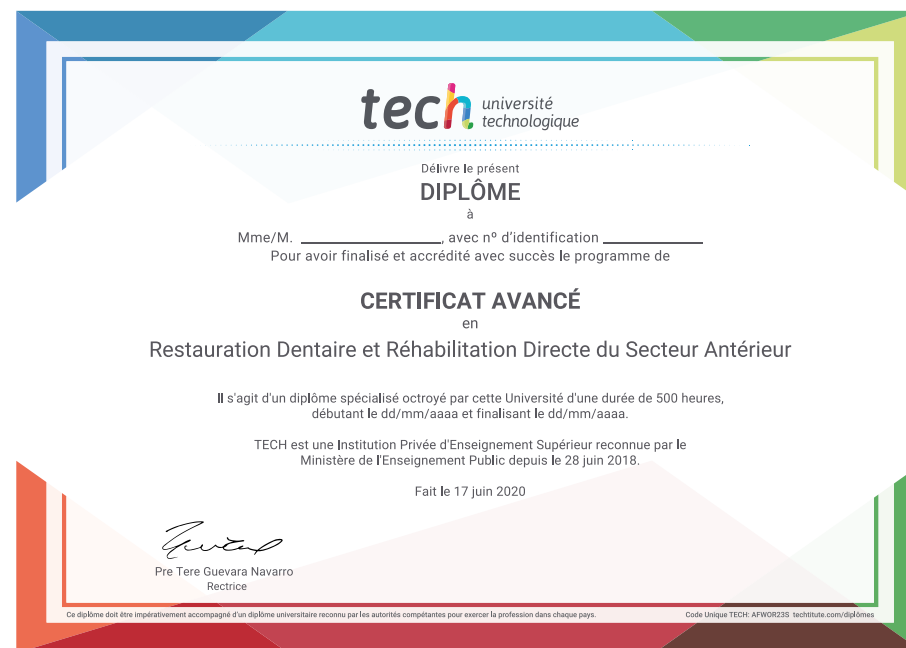 tech université
technologique
Délivre le présent
DIPLÔME
à
Mme/M. ____________________, avec nº d'identification ______________
Pour avoir finalisé et accrédité avec succès le programme de
CERTIFICAT AVANCÉ
en
Restauration Dentaire et Réhabilitation Directe du Secteur Antérieur
Il s'agit d'un diplôme spécialisé octroyé par cette Université d'une durée de 500 heures,
débutant le dd/mm/aaaa et finalisant le dd/mm/aaaa.
TECH est une Institution Privée d'Enseignement Supérieur reconnue par le
Ministère de l'Enseignement Public depuis le 28 juin 2018.
Fait le 17 juin 2020
Pre Tere Guevara Navarro
Rectrice
Ce diplôme doit être impérativement accompagné d'un diplôme universitaire reconnu par les autorités compétentes pour exercer la profession dans chaque pays.
Code Unique TECH: AFWOR23S techtitute.com/diplômes